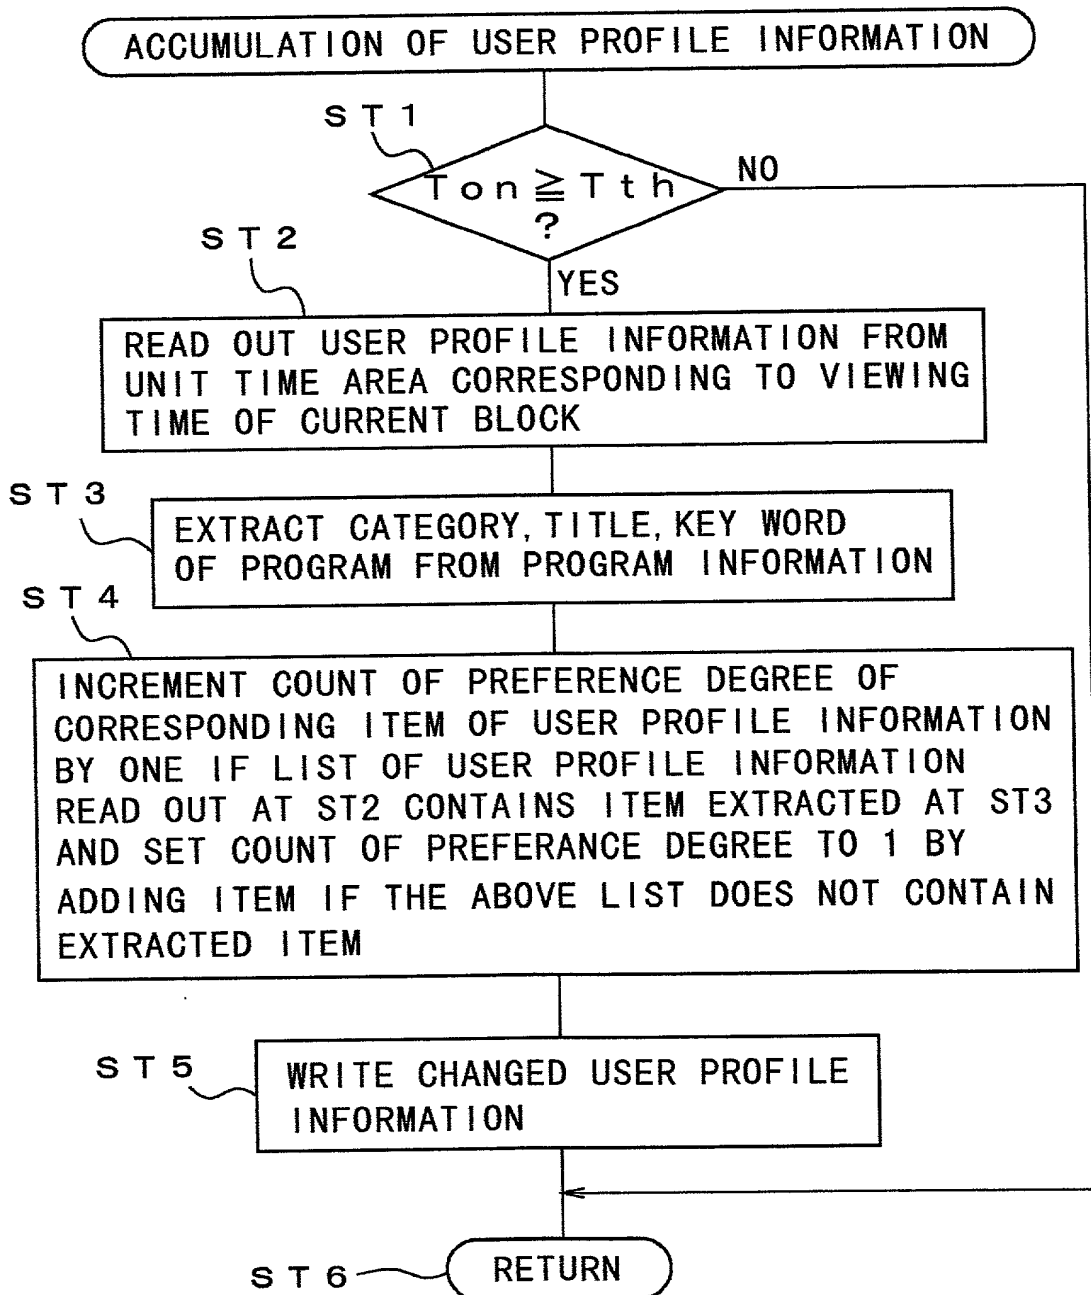 ACCUMULATION OF USER PROFILE INFORMATION
ST1
Ton≧Tth
?
NO
YES
ST2
READ OUT USER PROFILE INFORMATION FROM
UNIT TIME AREA CORRESPONDING TO VIEWING
TIME OF CURRENT BLOCK
ST3
EXTRACT CATEGORY, TITLE, KEY WORD
OF PROGRAM FROM PROGRAM INFORMATION
ST4
INCREMENT COUNT OF PREFERENCE DEGREE OF
CORRESPONDING ITEM OF USER PROFILE INFORMATION
BY ONE IF LIST OF USER PROFILE INFORMATION
READ OUT AT ST2 CONTAINS ITEM EXTRACTED AT ST3
AND SET COUNT OF PREFERANCE DEGREE TO 1 BY
ADDING ITEM IF THE ABOVE LIST DOES NOT CONTAIN
EXTRACTED ITEM
ST5
WRITE CHANGED USER PROFILE
INFORMATION
ST6
RETURN